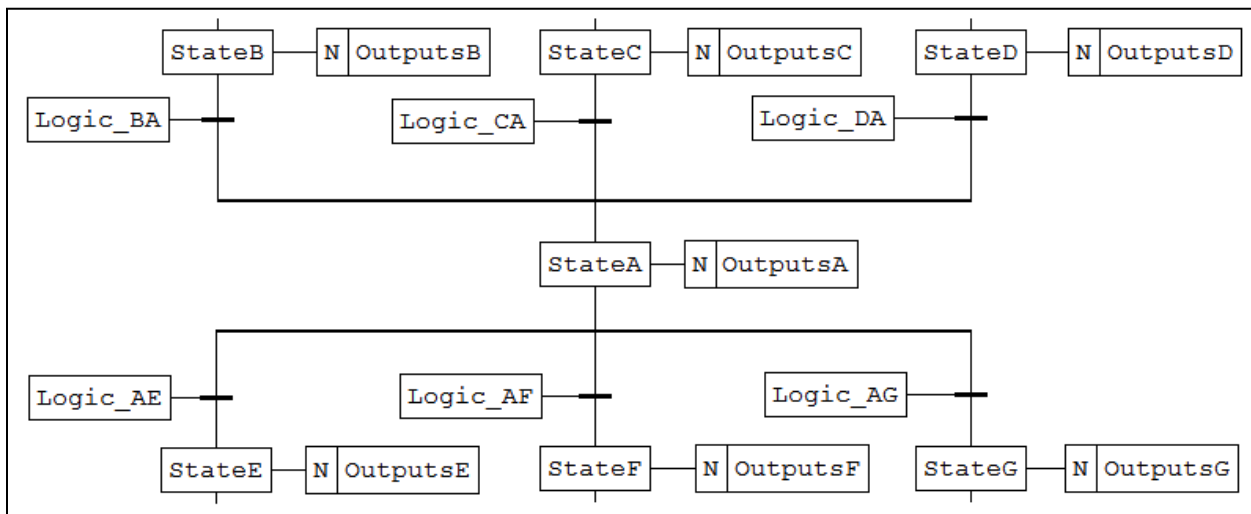 StateB N OutputsB StateC N OutputsC StateD N OutputsD
Logic_BA Logic_CA Logic_DA
StateA N OutputsA
Logic_AE Logic_AF Logic_AG
StateE N OutputsE StateF N OutputsF StateG N OutputsG